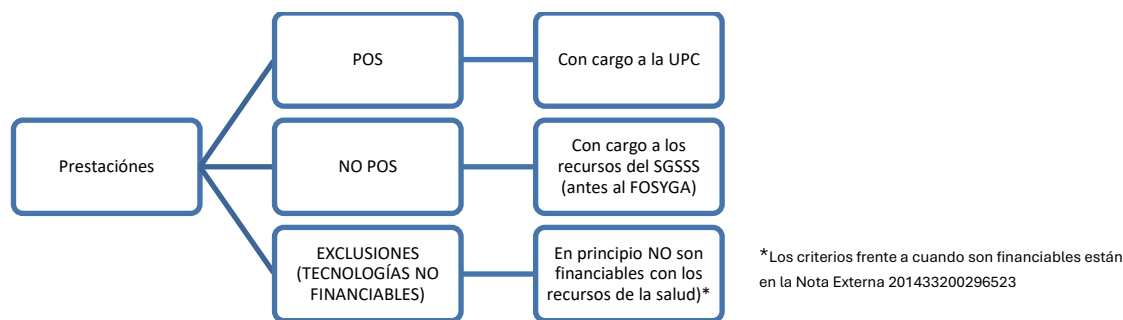 POS
Con cargo a la UPC
Prestaciónes
NO POS
Con cargo a los
recursos del SGSSS
(antes al FOSYGA)
EXCLUSIONES
(TECNOLOGÍAS NO
FINANCIABLES)
En principio NO son
financiables con los
recursos de la salud)*
*Los criterios frente a cuando son financiables están
en la Nota Externa 201433200296523